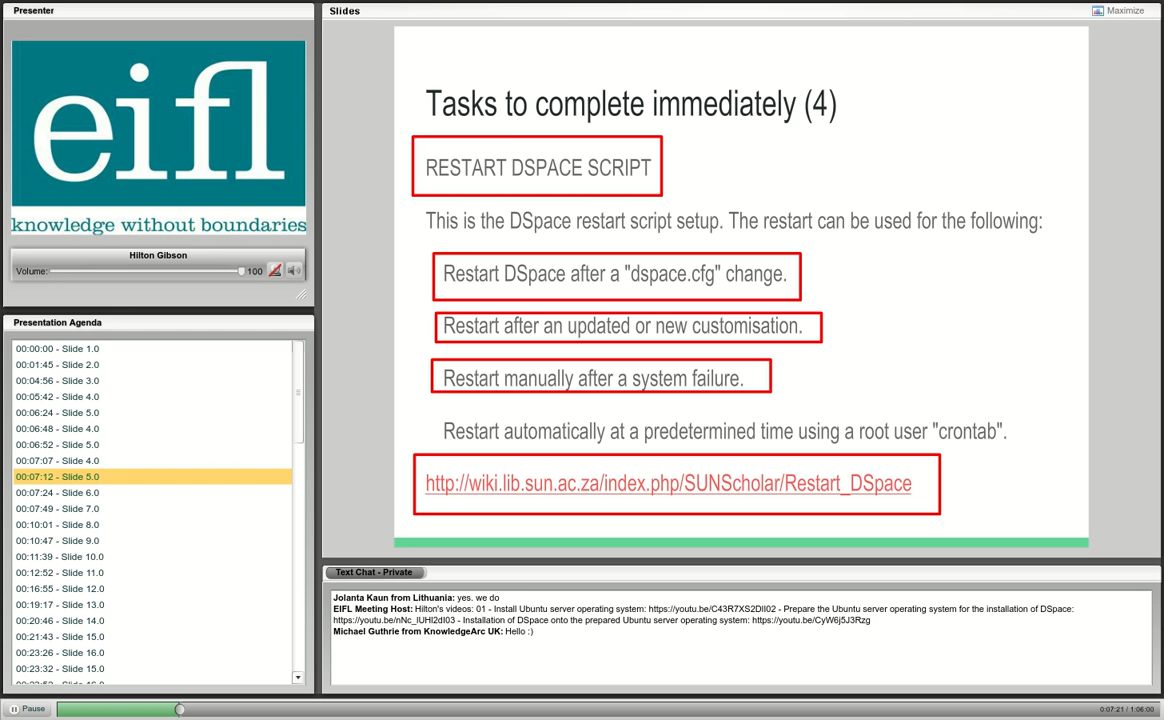 Presenter
eifl
knowledge without boundaries
Hilton Gibson
Volume: 100
Presentation Agenda
00:00:00 - Slide 1.0
00:01:45 - Slide 2.0
00:04:56 - Slide 3.0
00:05:42 - Slide 4.0
00:06:24 - Slide 5.0
00:06:48 - Slide 4.0
00:06:52 - Slide 5.0
00:07:07 - Slide 4.0
00:07:12 - Slide 5.0
00:07:24 - Slide 6.0
00:07:49 - Slide 7.0
00:10:01 - Slide 8.0
00:10:47 - Slide 9.0
00:11:39 - Slide 10.0
00:12:52 - Slide 11.0
00:16:55 - Slide 12.0
00:19:17 - Slide 13.0
00:20:46 - Slide 14.0
00:21:43 - Slide 15.0
00:23:26 - Slide 16.0
00:23:32 - Slide 15.0
Slides
Maximize
Tasks to complete immediately (4)
RESTART DSPACE SCRIPT
This is the DSpace restart script setup. The restart can be used for the following:
Restart DSpace after a "dspace.cfg" change.
Restart after an updated or new customisation.
Restart manually after a system failure.
Restart automatically at a predetermined time using a root user "crontab".
http://wiki.lib.sun.ac.za/index.php/SUNScholar/Restart_DSpace
Text Chat - Private
Jolanta Kaun from Lithuania: yes. we do
EIFL Meeting Host: Hilton's videos: 01 - Install Ubuntu server operating system: https://youtu.be/C43R7XS2DlI02 - Prepare the Ubuntu server operating system for the installation of DSpace:
https://youtu.be/nNc_lUHl2dI03 - Installation of DSpace onto the prepared Ubuntu server operating system: https://youtu.be/CyW6j5J3Rzg
Michael Guthrie from KnowledgeArc UK: Hello :)
Pause
0:07:21 / 1:06:00